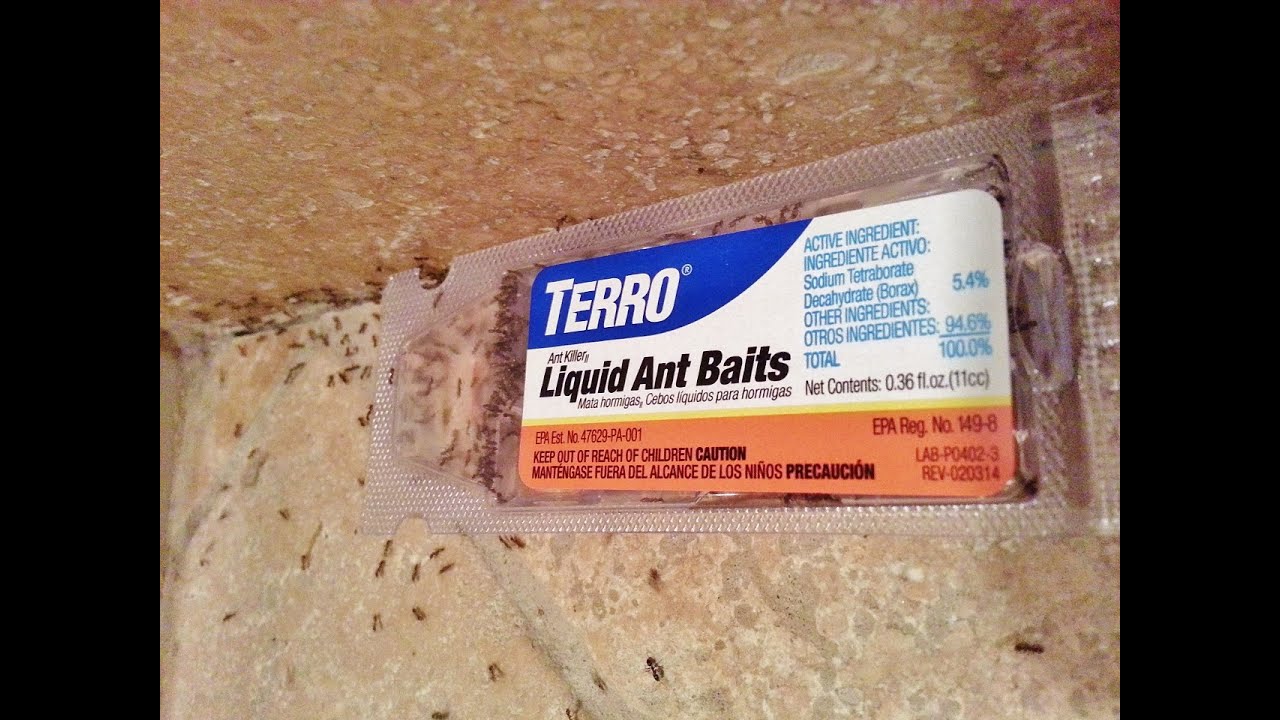 TERRO®
Ant Killer II
Liquid Ant Baits
Mata hormigas II, Cebos líquidos para hormigas
ACTIVE INGREDIENT:
INGREDIENTE ACTIVO:
Sodium Tetraborate
Decahydrate (Borax) 5.4%
OTHER INGREDIENTS:
OTROS INGREDIENTES: 94.6%
TOTAL 100.0%
Net Contents: 0.36 fl.oz.(11cc)
EPA Est. No. 47629-PA-001
EPA Reg. No. 149-8
KEEP OUT OF REACH OF CHILDREN CAUTION
MANTÉNGASE FUERA DEL ALCANCE DE LOS NIÑOS PRECAUCIÓN
LAB-P0402-3
REV-020314